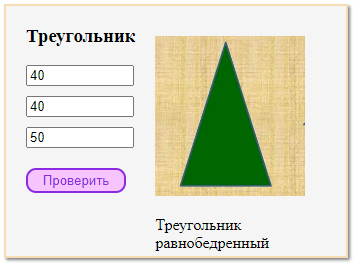 Треугольник
40
40
50
Проверить
Треугольник
равнобедренный